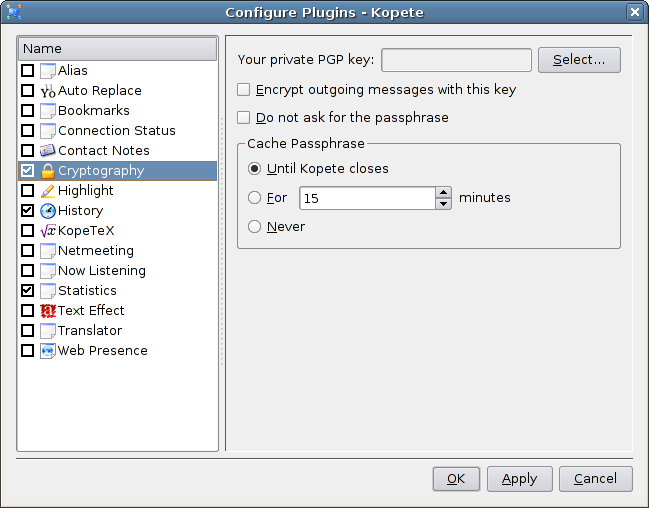 Configure Plugins - Kopete
Name
Alias
Auto Replace
Bookmarks
Connection Status
Contact Notes
Cryptography
Highlight
History
KopeTeX
Netmeeting
Now Listening
Statistics
Text Effect
Translator
Web Presence
Your private PGP key: Select...
Encrypt outgoing messages with this key
Do not ask for the passphrase
Cache Passphrase
Until Kopete closes
For 15 minutes
Never
OK Apply Cancel